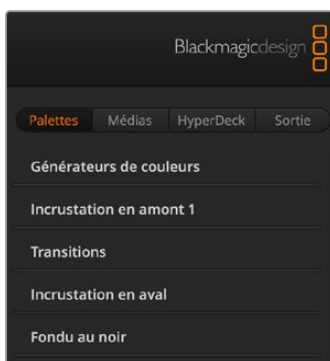 Blackmagicdesign
Palettes Médias HyperDeck Sortie
Générateurs de couleurs
Incrustation en amont 1
Transitions
Incrustation en aval
Fondu au noir